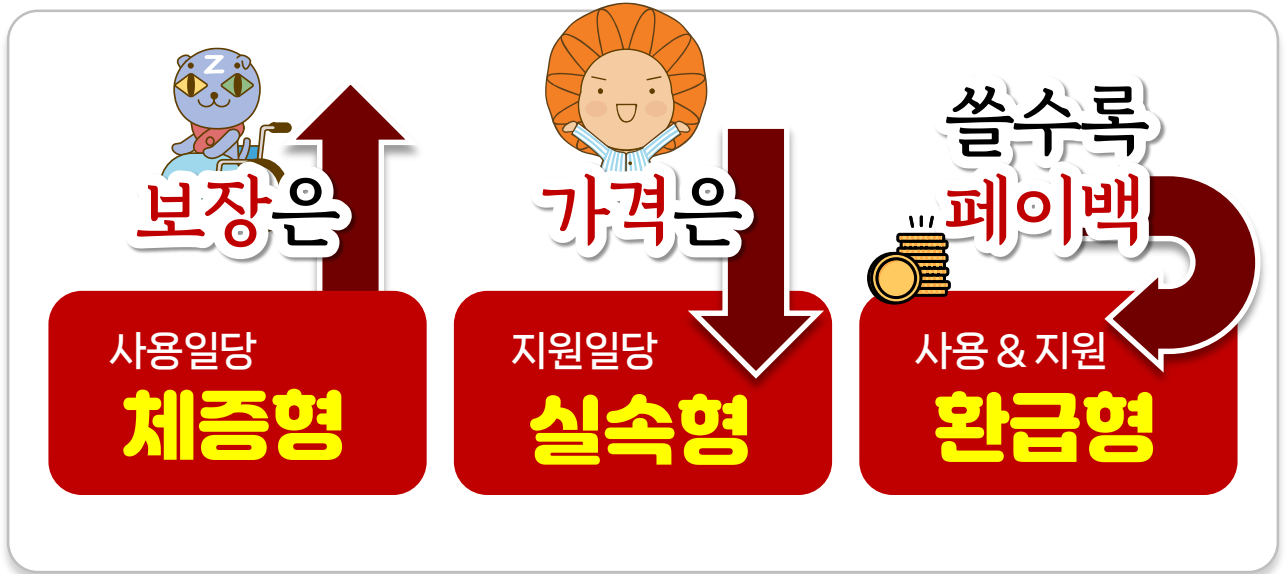 Z
보장은
사용일당
체증형
가격은
지원일당
실속형
쓸수록
페이백
사용 & 지원
환급형